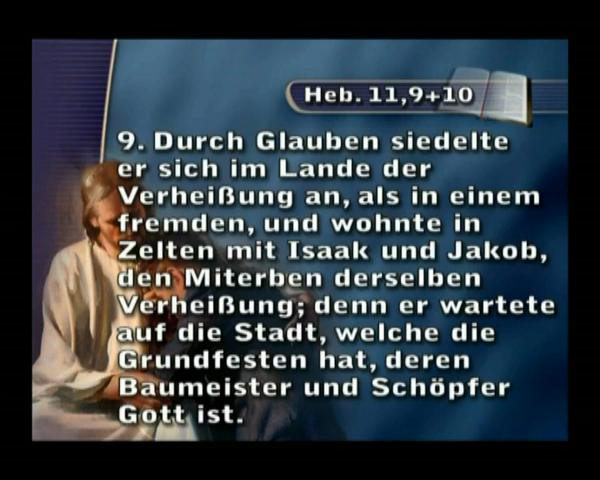 Heb. 11,9+10
9. Durch Glauben siedelte
er sich im Lande der
Verheißung an, als in einem
fremden, und wohnte in
Zelten mit Isaak und Jakob,
den Miterben derselben
Verheißung; denn er wartete
auf die Stadt, welche die
Grundfesten hat, deren
Baumeister und Schöpfer
Gott ist.